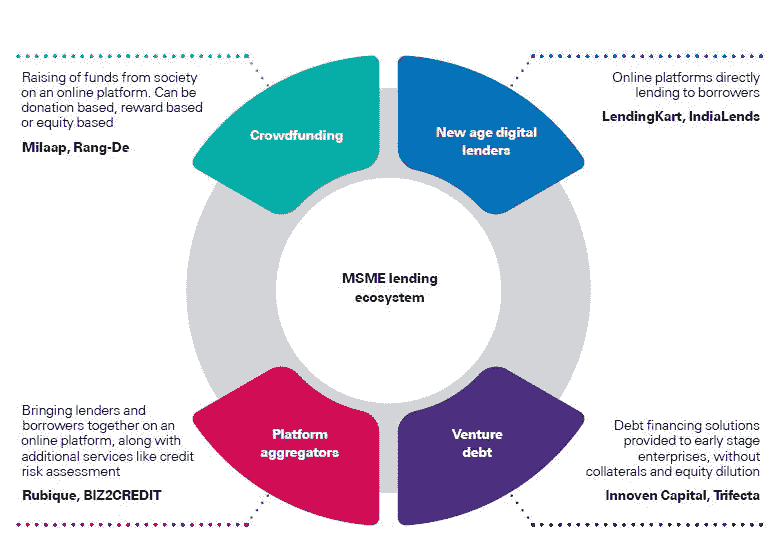 Raising of funds from society
on an online platform. Can be
donation based, reward based
or equity based
Milaap, Rang-De
Crowdfunding
New age digital
lenders
Online platforms directly
lending to borrowers
LendingKart, IndiaLends
MSME lending
ecosystem
Bringing lenders and
borrowers together on an
online platform, along with
additional services like credit
risk assessment
Rubique, BIZ2CREDIT
Platform
aggregators
Venture
debt
Debt financing solutions
provided to early stage
enterprises, without
collaterals and equity dilution
Innoven Capital, Trifecta